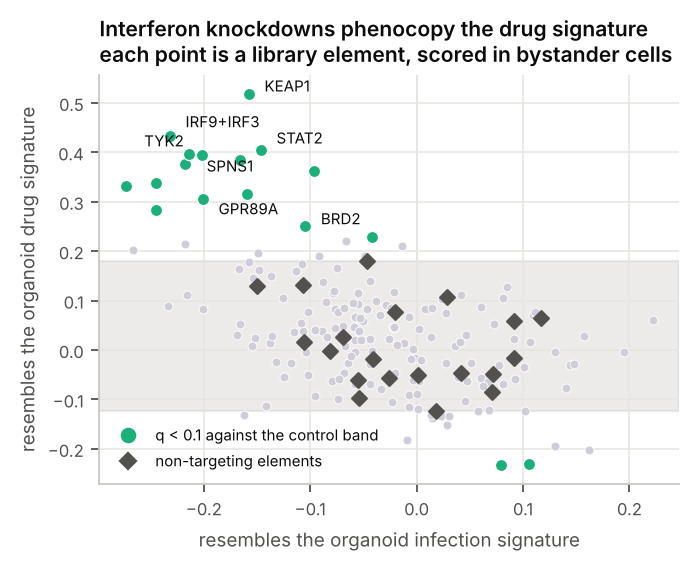 Interferon knockdowns phenocopy the drug signature
each point is a library element, scored in bystander cells
resembles the organoid drug signature
0.5
0.4
0.3
0.2
0.1
0.0
−0.1
−0.2
KEAP1
IRF9+IRF3
TYK2
STAT2
SPNS1
GPR89A
BRD2
q < 0.1 against the control band
non-targeting elements
−0.2
−0.1
0.0
0.1
0.2
resembles the organoid infection signature